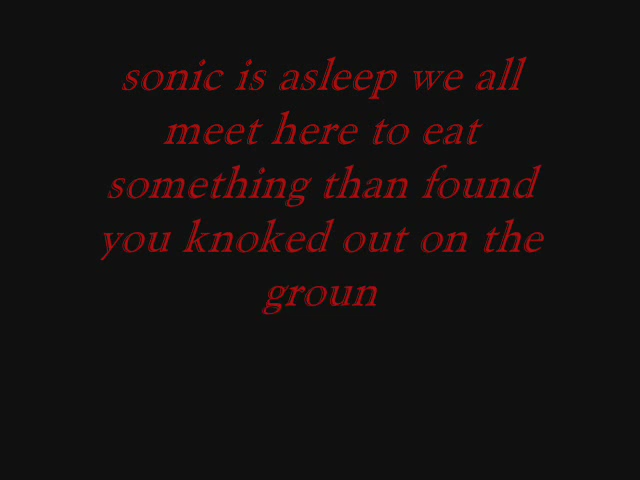 sonic is asleep we all
meet here to eat
something than found
you knoked out on the
groun